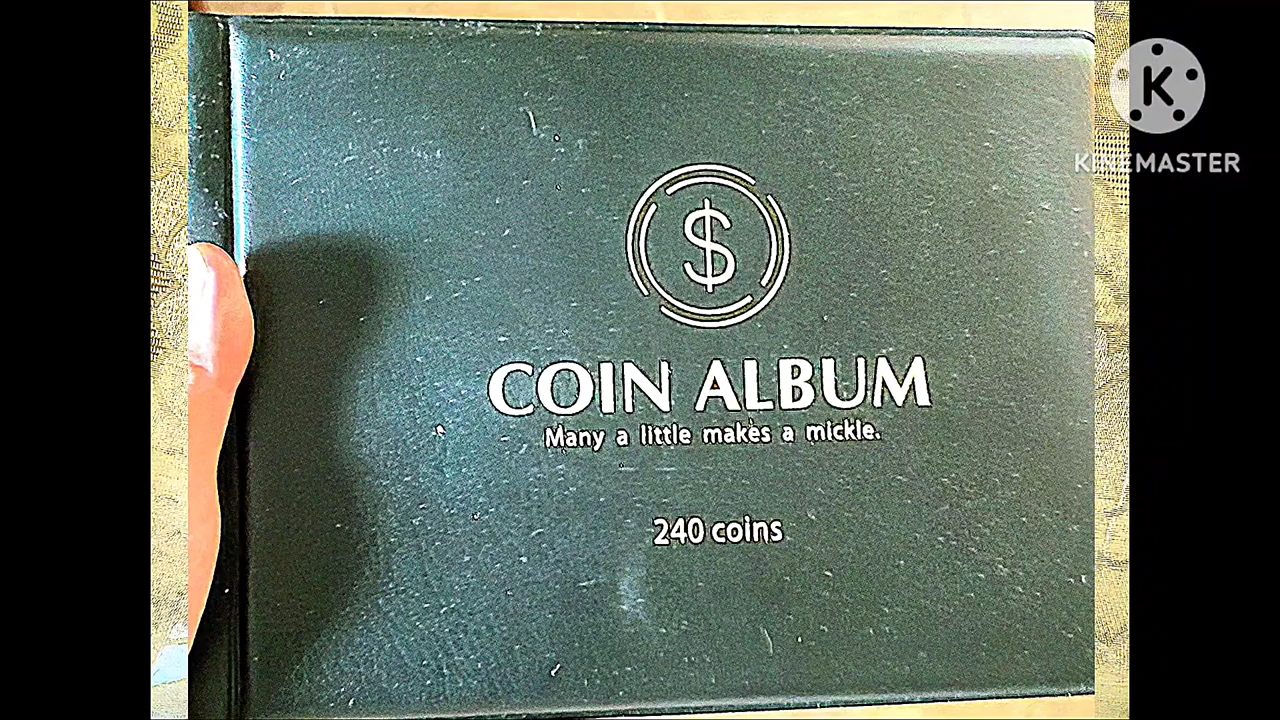 K
KINEMASTER
$
COIN ALBUM
Many a little makes a mickle.
240 coins